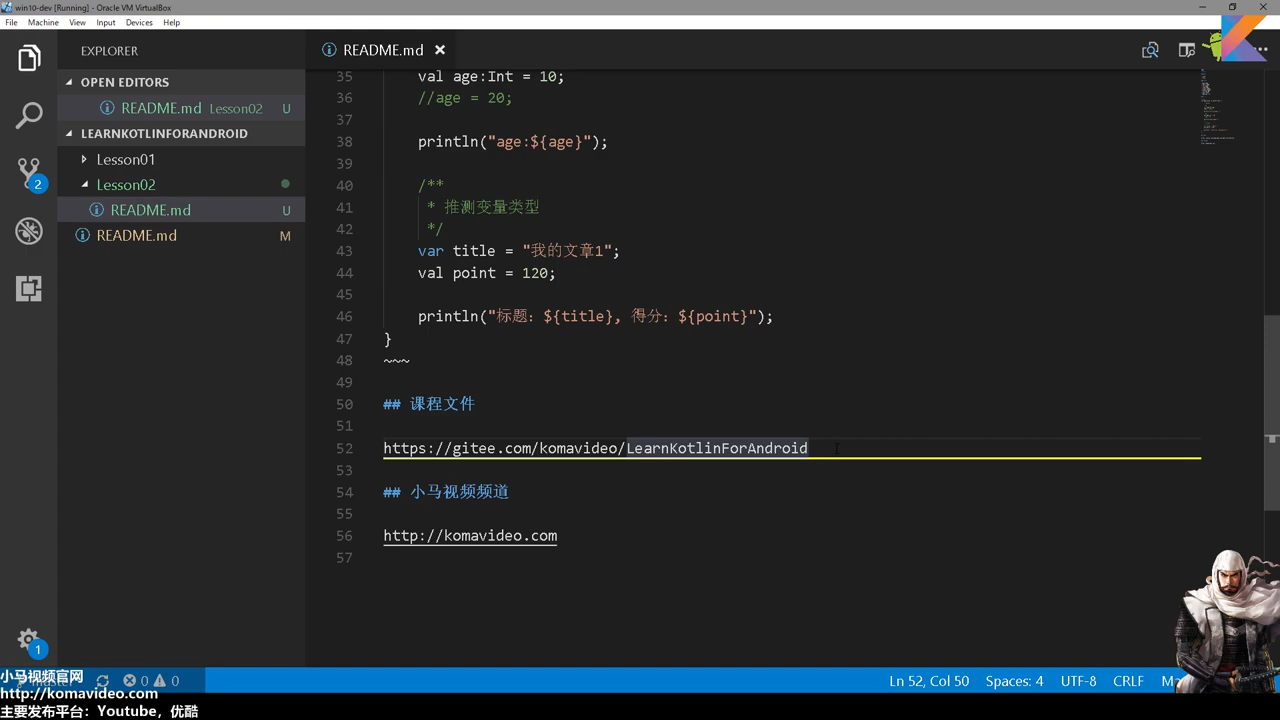 win10-dev [Running] - Oracle VM VirtualBox
File Machine View Input Devices Help
EXPLORER
README.md
OPEN EDITORS
README.md Lesson02 U
LEARNKOTLINFORANDROID
Lesson01
Lesson02
README.md U
README.md M
2
1
35 val age:Int = 10;
36 //age = 20;
37
38 println("age:${age}");
39
40 /**
41 * 推测变量类型
42 */
43 var title = "我的文章1";
44 val point = 120;
45
46 println("标题: ${title}, 得分: ${point}");
47 }
48 ~~~
49
50 ## 课程文件
51
52 https://gitee.com/komavideo/LearnKotlinForAndroid
53
54 ## 小马视频频道
55
56 http://komavideo.com
57
小马视频官网
http://komavideo.com
主要发布平台：Youtube，优酷
0 0
Ln 52, Col 50 Spaces: 4 UTF-8 CRLF